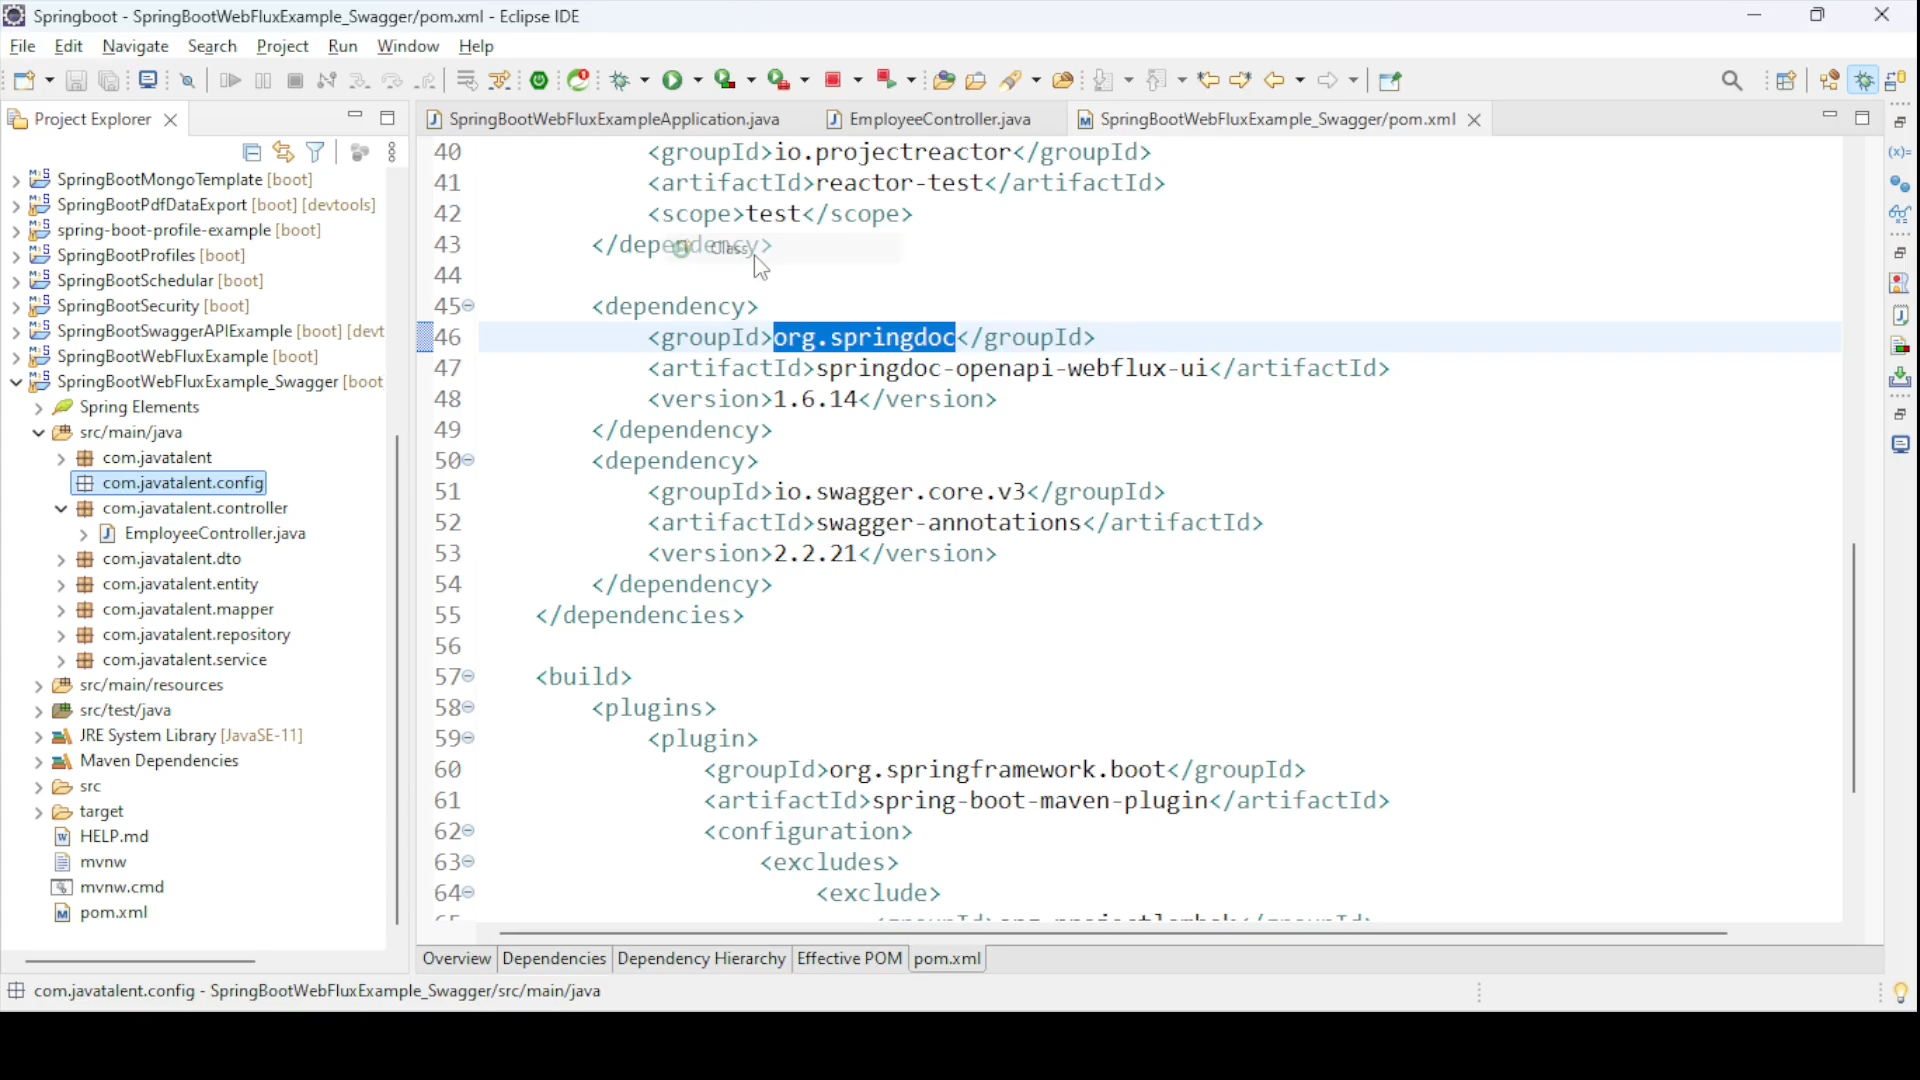 Springboot - SpringBootWebFluxExample_Swagger/pom.xml - Eclipse IDE
File Edit Navigate Search Project Run Window Help
Project Explorer
SpringBootWebFluxExampleApplication.java
EmployeeController.java
SpringBootWebFluxExample_Swagger/pom.xml
SpringBootMongoTemplate [boot]
SpringBootPdfDataExport [boot] [devtools]
spring-boot-profile-example [boot]
SpringBootProfiles [boot]
SpringBootSchedular [boot]
SpringBootSecurity [boot]
SpringBootSwaggerAPIExample [boot] [devt
SpringBootWebFluxExample [boot]
SpringBootWebFluxExample_Swagger [boot
Spring Elements
src/main/java
com.javatalent
com.javatalent.config
com.javatalent.controller
EmployeeController.java
com.javatalent.dto
com.javatalent.entity
com.javatalent.mapper
com.javatalent.repository
com.javatalent.service
src/main/resources
src/test/java
JRE System Library [JavaSE-11]
Maven Dependencies
src
target
HELP.md
mvnw
mvnw.cmd
pom.xml
40 <groupId>io.projectreactor</groupId>
41 <artifactId>reactor-test</artifactId>
42 <scope>test</scope>
43 </dependency>
Class
44
45 <dependency>
46 <groupId>org.springdoc</groupId>
47 <artifactId>springdoc-openapi-webflux-ui</artifactId>
48 <version>1.6.14</version>
49 </dependency>
50 <dependency>
51 <groupId>io.swagger.core.v3</groupId>
52 <artifactId>swagger-annotations</artifactId>
53 <version>2.2.21</version>
54 </dependency>
55 </dependencies>
56
57 <build>
58 <plugins>
59 <plugin>
60 <groupId>org.springframework.boot</groupId>
61 <artifactId>spring-boot-maven-plugin</artifactId>
62 <configuration>
63 <excludes>
64 <exclude>
Overview Dependencies Dependency Hierarchy Effective POM pom.xml
com.javatalent.config - SpringBootWebFluxExample_Swagger/src/main/java